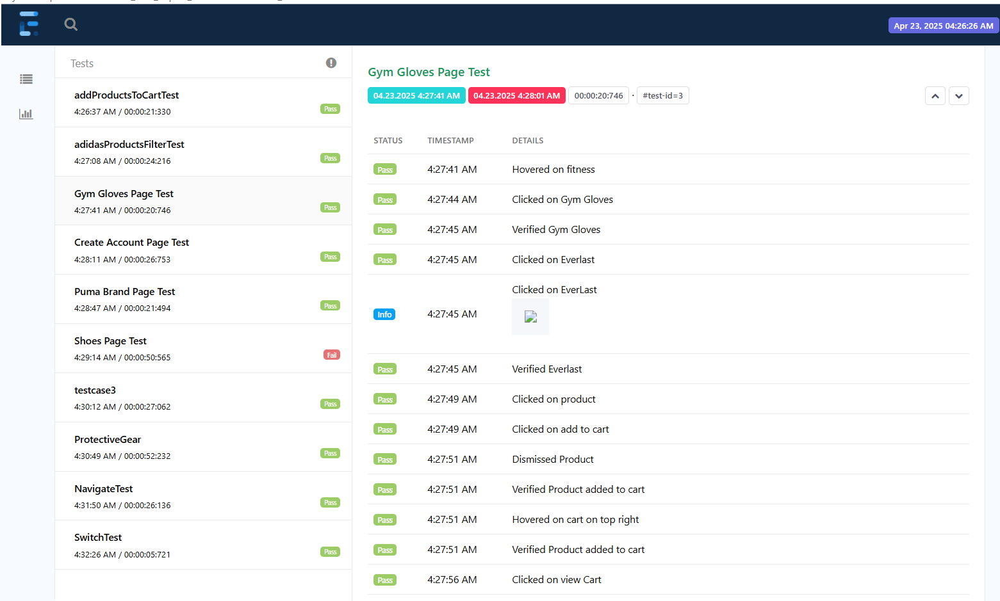 Apr 23, 2025 04:26:26 AM
Tests
addProductsToCartTest
4:26:37 AM / 00:00:21:330
Pass
adidasProductsFilterTest
4:27:08 AM / 00:00:24:216
Pass
Gym Gloves Page Test
4:27:41 AM / 00:00:20:746
Pass
Create Account Page Test
4:28:11 AM / 00:00:26:753
Pass
Puma Brand Page Test
4:28:47 AM / 00:00:21:494
Pass
Shoes Page Test
4:29:14 AM / 00:00:50:565
Fail
testcase3
4:30:12 AM / 00:00:27:062
Pass
ProtectiveGear
4:30:49 AM / 00:00:52:232
Pass
NavigateTest
4:31:50 AM / 00:00:26:136
Pass
SwitchTest
4:32:26 AM / 00:00:05:721
Pass
Gym Gloves Page Test
04.23.2025 4:27:41 AM 04.23.2025 4:28:01 AM 00:00:20:746 · #test-id=3
STATUS TIMESTAMP DETAILS
Pass 4:27:41 AM Hovered on fitness
Pass 4:27:44 AM Clicked on Gym Gloves
Pass 4:27:45 AM Verified Gym Gloves
Pass 4:27:45 AM Clicked on Everlast
Clicked on EverLast
Info 4:27:45 AM
Pass 4:27:45 AM Verified Everlast
Pass 4:27:49 AM Clicked on product
Pass 4:27:49 AM Clicked on add to cart
Pass 4:27:51 AM Dismissed Product
Pass 4:27:51 AM Verified Product added to cart
Pass 4:27:51 AM Hovered on cart on top right
Pass 4:27:51 AM Verified Product added to cart
Pass 4:27:56 AM Clicked on view Cart